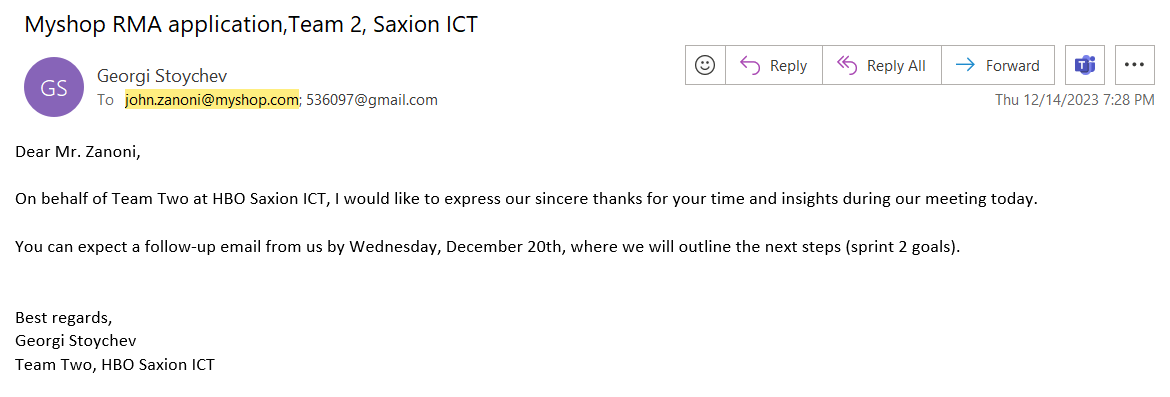 Myshop RMA application,Team 2, Saxion ICT
GS
Georgi Stoychev
To john.zanoni@myshop.com; 536097@gmail.com
Reply
Reply All
Forward
Thu 12/14/2023 7:28 PM
Dear Mr. Zanoni,
On behalf of Team Two at HBO Saxion ICT, I would like to express our sincere thanks for your time and insights during our meeting today.
You can expect a follow-up email from us by Wednesday, December 20th, where we will outline the next steps (sprint 2 goals).
Best regards,
Georgi Stoychev
Team Two, HBO Saxion ICT